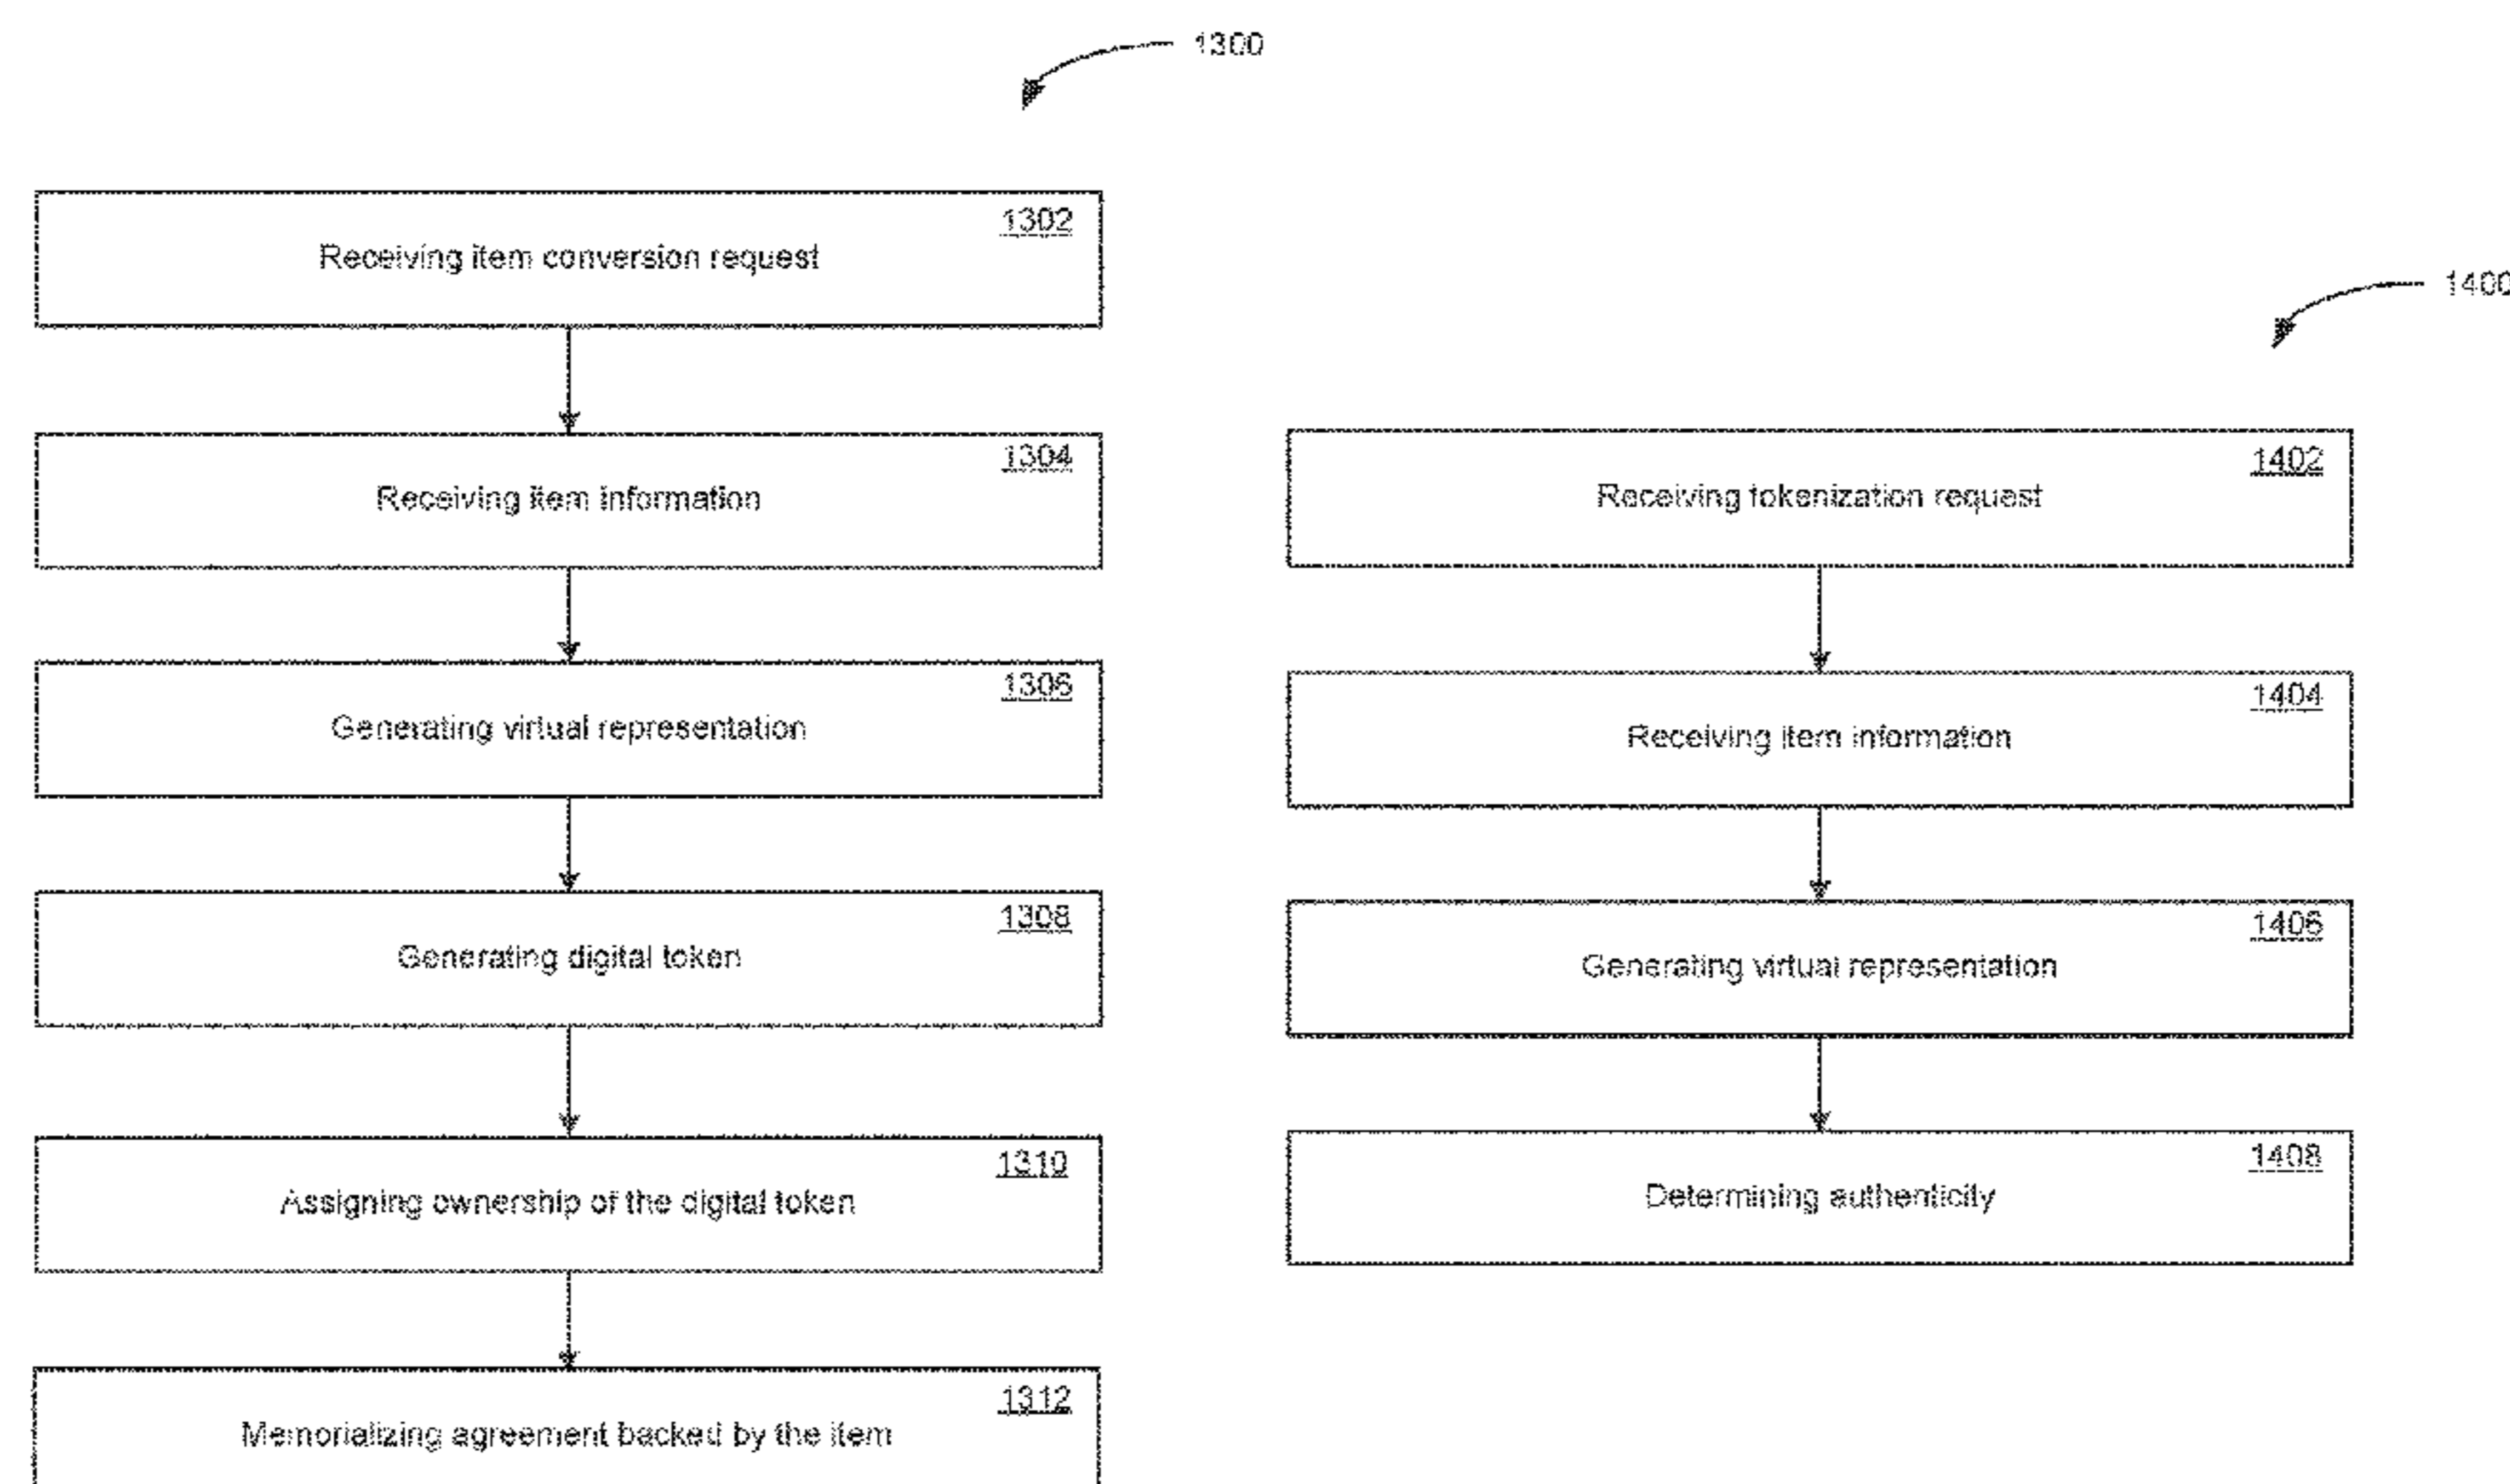 1300
1302
Receiving item conversion request
1304
Receiving item information
1306
Generating virtual representation
1308
Generating digital token
1310
Assigning ownership of the digital token
1312
Memorializing agreement backed by the item
1400
1402
Receiving tokenization request
1404
Receiving item information
1406
Generating virtual representation
1408
Determining authenticity